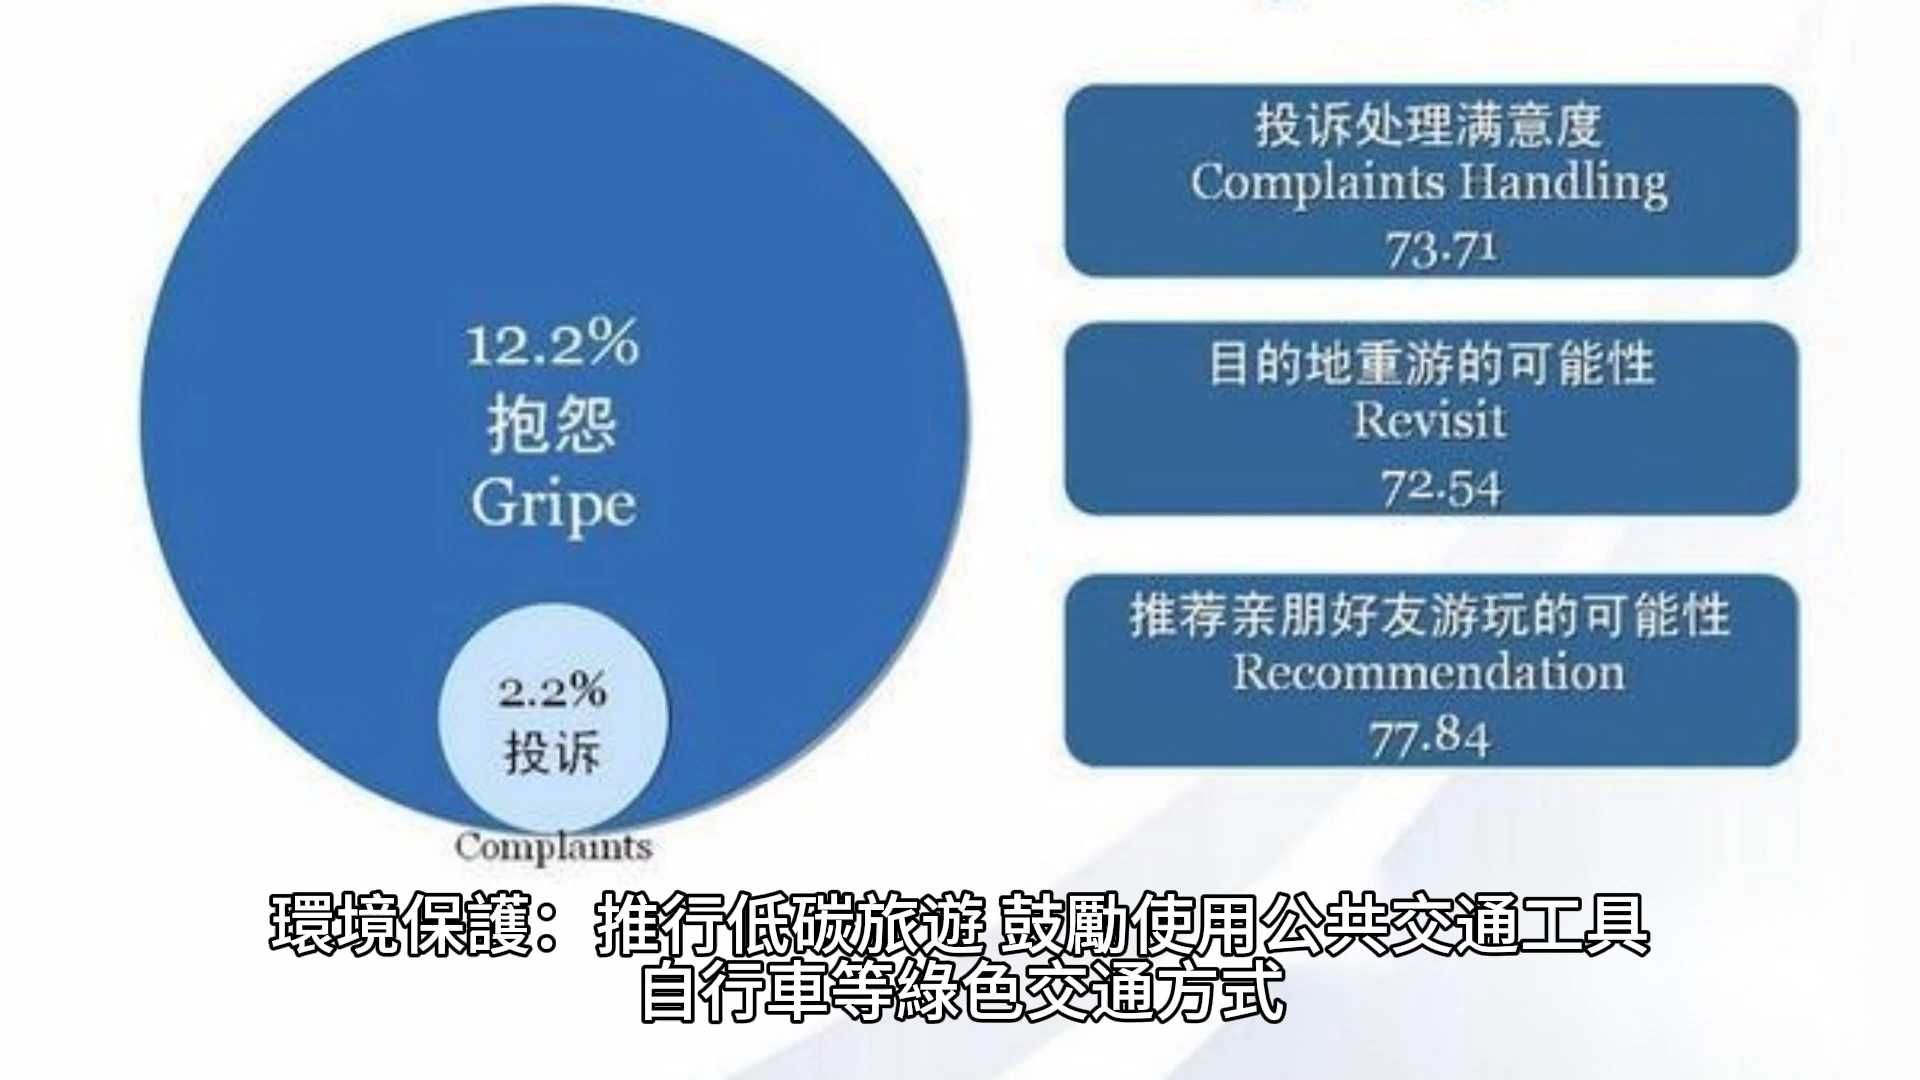 12.2%
抱怨
Gripe
2.2%
投诉
Complaints
投诉处理满意度
Complaints Handling
73.71
目的地重游的可能性
Revisit
72.54
推荐亲朋好友游玩的可能性
Recommendation
77.84
環境保護：推行低碳旅遊 鼓勵使用公共交通工具
自行車等綠色交通方式